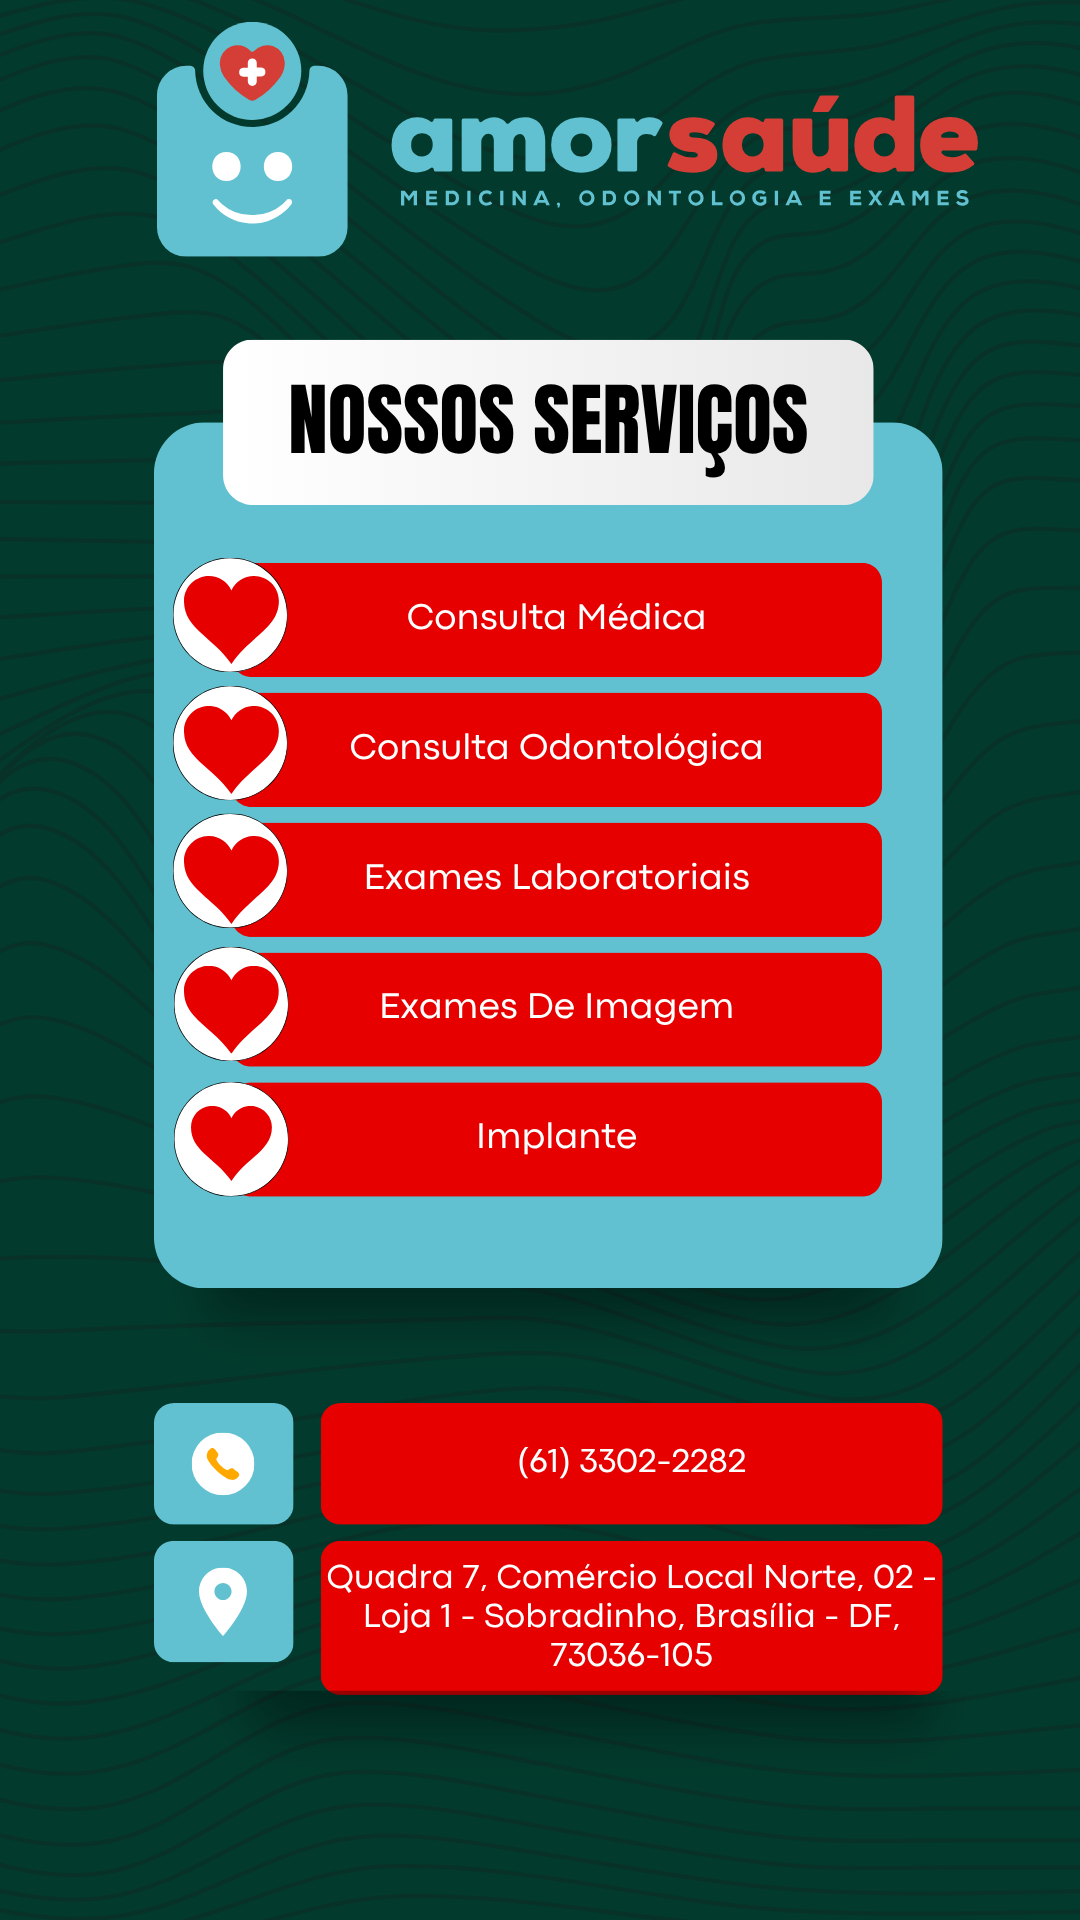 amorsaúde
MEDICINA, ODONTOLOGIA E EXAMES
NOSSOS SERVIÇOS
Consulta Médica
Consulta Odontológica
Exames Laboratoriais
Exames De Imagem
Implante
(61) 3302-2282
Quadra 7, Comércio Local Norte, 02 -
Loja 1 - Sobradinho, Brasília - DF,
73036-105